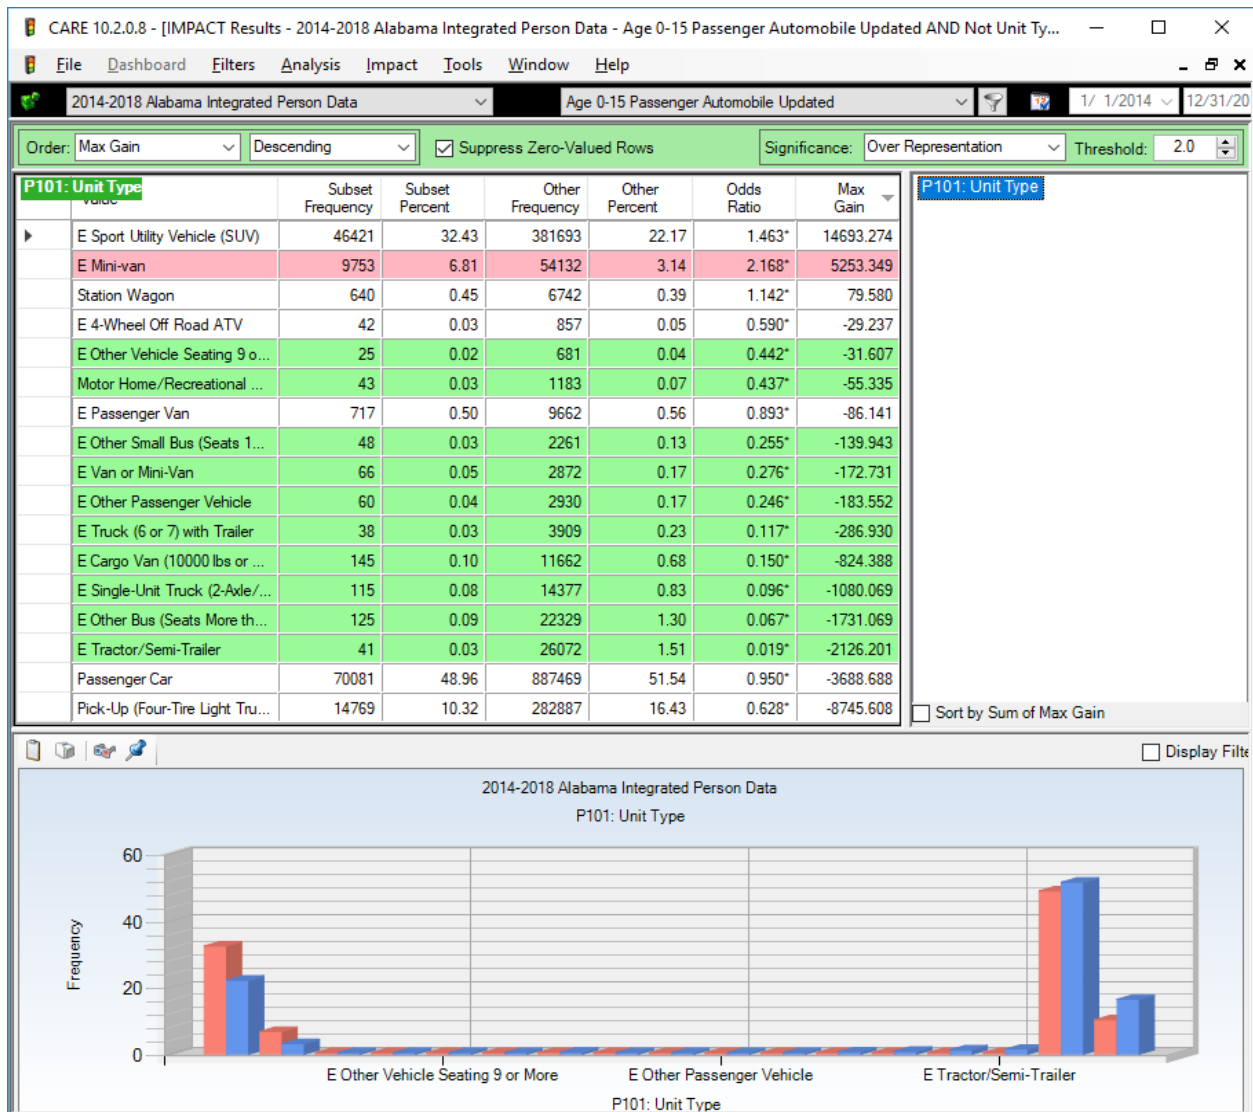 CARE 10.2.0.8 - [IMPACT Results - 2014-2018 Alabama Integrated Person Data - Age 0-15 Passenger Automobile Updated AND Not Unit Ty...
File Dashboard Filters Analysis Impact Tools Window Help
2014-2018 Alabama Integrated Person Data Age 0-15 Passenger Automobile Updated 1/ 1/2014 12/31/20
Order: Max Gain Descending Suppress Zero-Valued Rows Significance: Over Representation Threshold: 2.0
P101: Unit Type
Value Subset Frequency Subset Percent Other Frequency Other Percent Odds Ratio Max Gain
E Sport Utility Vehicle (SUV) 46421 32.43 381693 22.17 1.463* 14693.274
E Mini-van 9753 6.81 54132 3.14 2.168* 5253.349
Station Wagon 640 0.45 6742 0.39 1.142* 79.580
E 4-Wheel Off Road ATV 42 0.03 857 0.05 0.590* -29.237
E Other Vehicle Seating 9 o... 25 0.02 681 0.04 0.442* -31.607
Motor Home/Recreational ... 43 0.03 1183 0.07 0.437* -55.335
E Passenger Van 717 0.50 9662 0.56 0.893* -86.141
E Other Small Bus (Seats 1... 48 0.03 2261 0.13 0.255* -139.943
E Van or Mini-Van 66 0.05 2872 0.17 0.276* -172.731
E Other Passenger Vehicle 60 0.04 2930 0.17 0.246* -183.552
E Truck (6 or 7) with Trailer 38 0.03 3909 0.23 0.117* -286.930
E Cargo Van (10000 lbs or ... 145 0.10 11662 0.68 0.150* -824.388
E Single-Unit Truck (2-Axle/... 115 0.08 14377 0.83 0.096* -1080.069
E Other Bus (Seats More th... 125 0.09 22329 1.30 0.067* -1731.069
E Tractor/Semi-Trailer 41 0.03 26072 1.51 0.019* -2126.201
Passenger Car 70081 48.96 887469 51.54 0.950* -3688.688
Pick-Up (Four-Tire Light Tru... 14769 10.32 282887 16.43 0.628* -8745.608
P101: Unit Type
Sort by Sum of Max Gain
Display Filte
2014-2018 Alabama Integrated Person Data
P101: Unit Type
60
40
20
0
Frequency
E Other Vehicle Seating 9 or More E Other Passenger Vehicle E Tractor/Semi-Trailer
P101: Unit Type